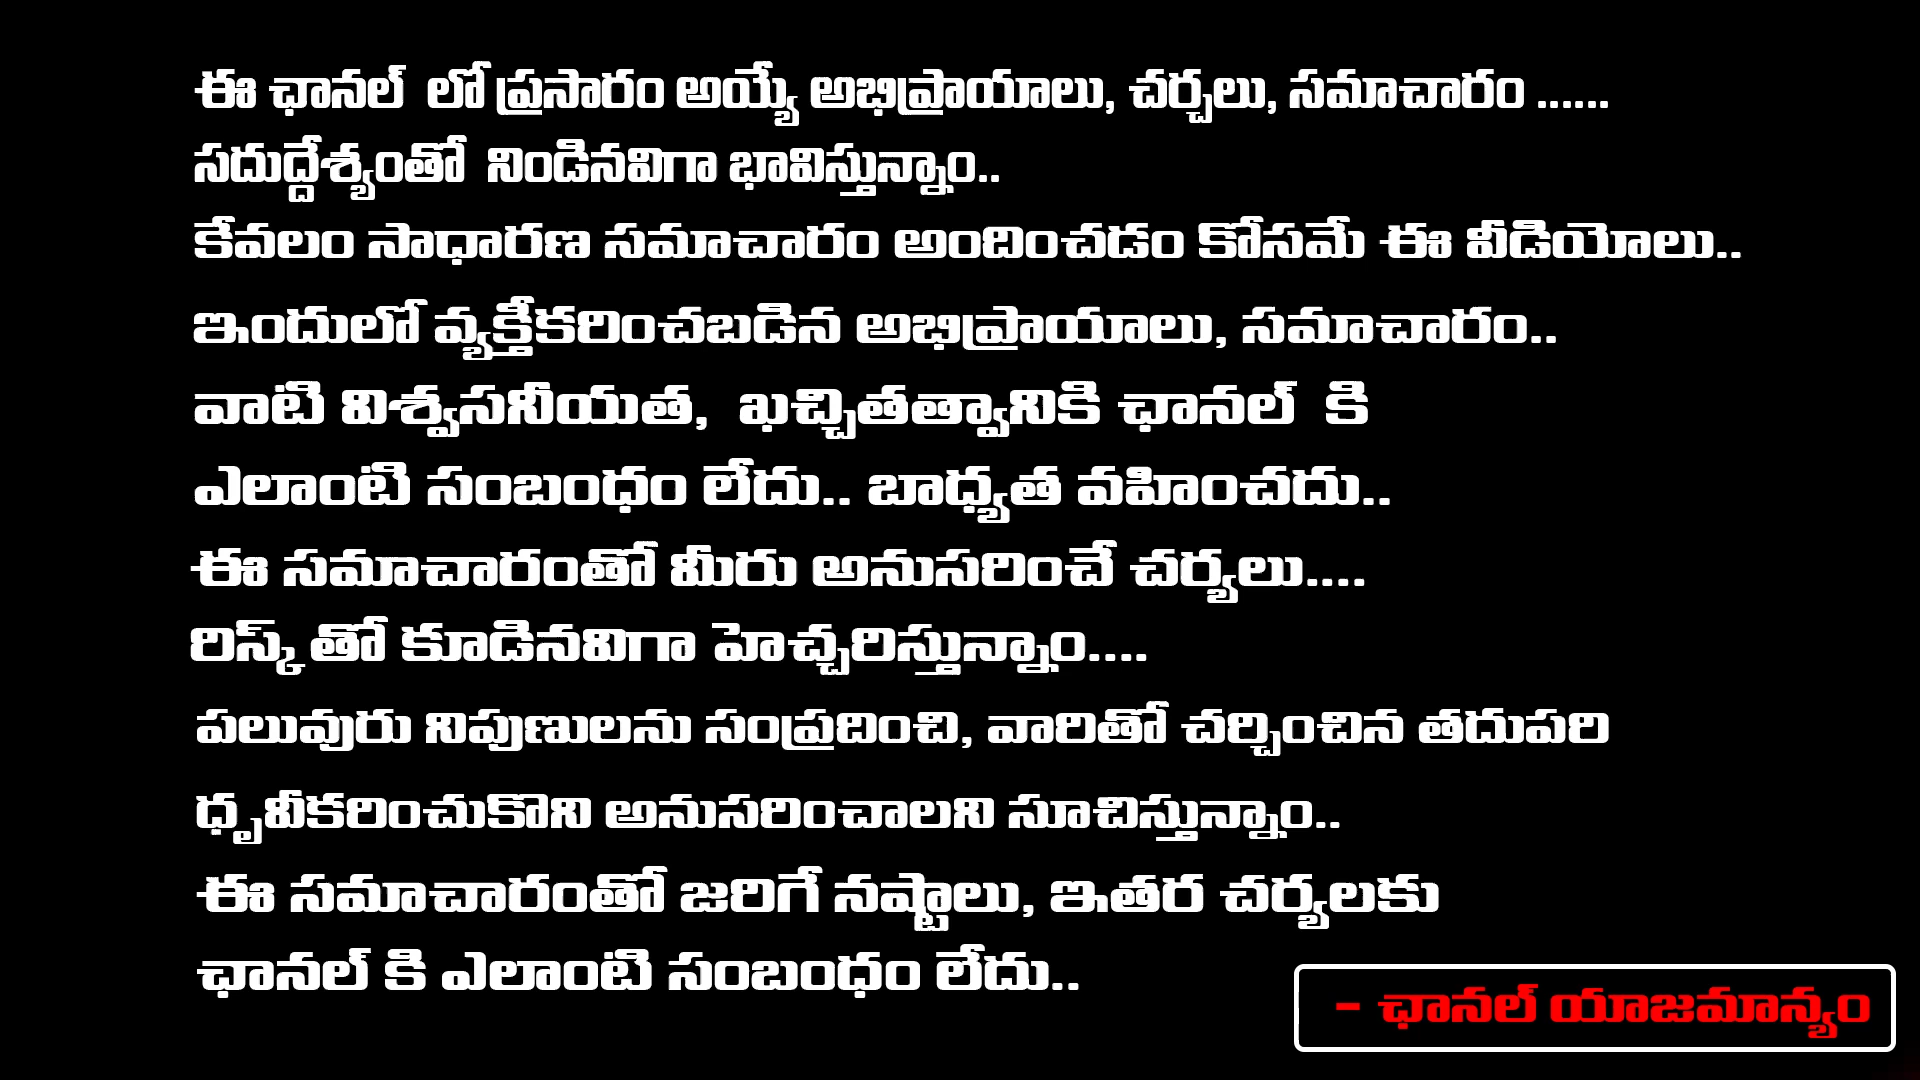 ఈ ఛానల్ లో ప్రసారం అయ్యే అభిప్రాయాలు, చర్చలు, సమాచారం ......
సదుద్దేశ్యంతో నిండినవిగా భావిస్తున్నాం..
కేవలం సాధారణ సమాచారం అందించడం కోసమే ఈ వీడియోలు..
ఇందులో వ్యక్తీకరించబడిన అభిప్రాయాలు, సమాచారం..
వాటి విశ్వసనీయత, ఖచ్చితత్వానికి ఛానల్ కి
ఎలాంటి సంబంధం లేదు.. బాధ్యత వహించదు..
ఈ సమాచారంతో మీరు అనుసరించే చర్యలు....
రిస్క్ తో కూడినవిగా హెచ్చరిస్తున్నాం....
పలువురు నిపుణులను సంప్రదించి, వారితో చర్చించిన తదుపరి
ధృవీకరించుకొని అనుసరించాలని సూచిస్తున్నాం..
ఈ సమాచారంతో జరిగే నష్టాలు, ఇతర చర్యలకు
ఛానల్ కి ఎలాంటి సంబంధం లేదు..
- ఛానల్ యాజమాన్యం